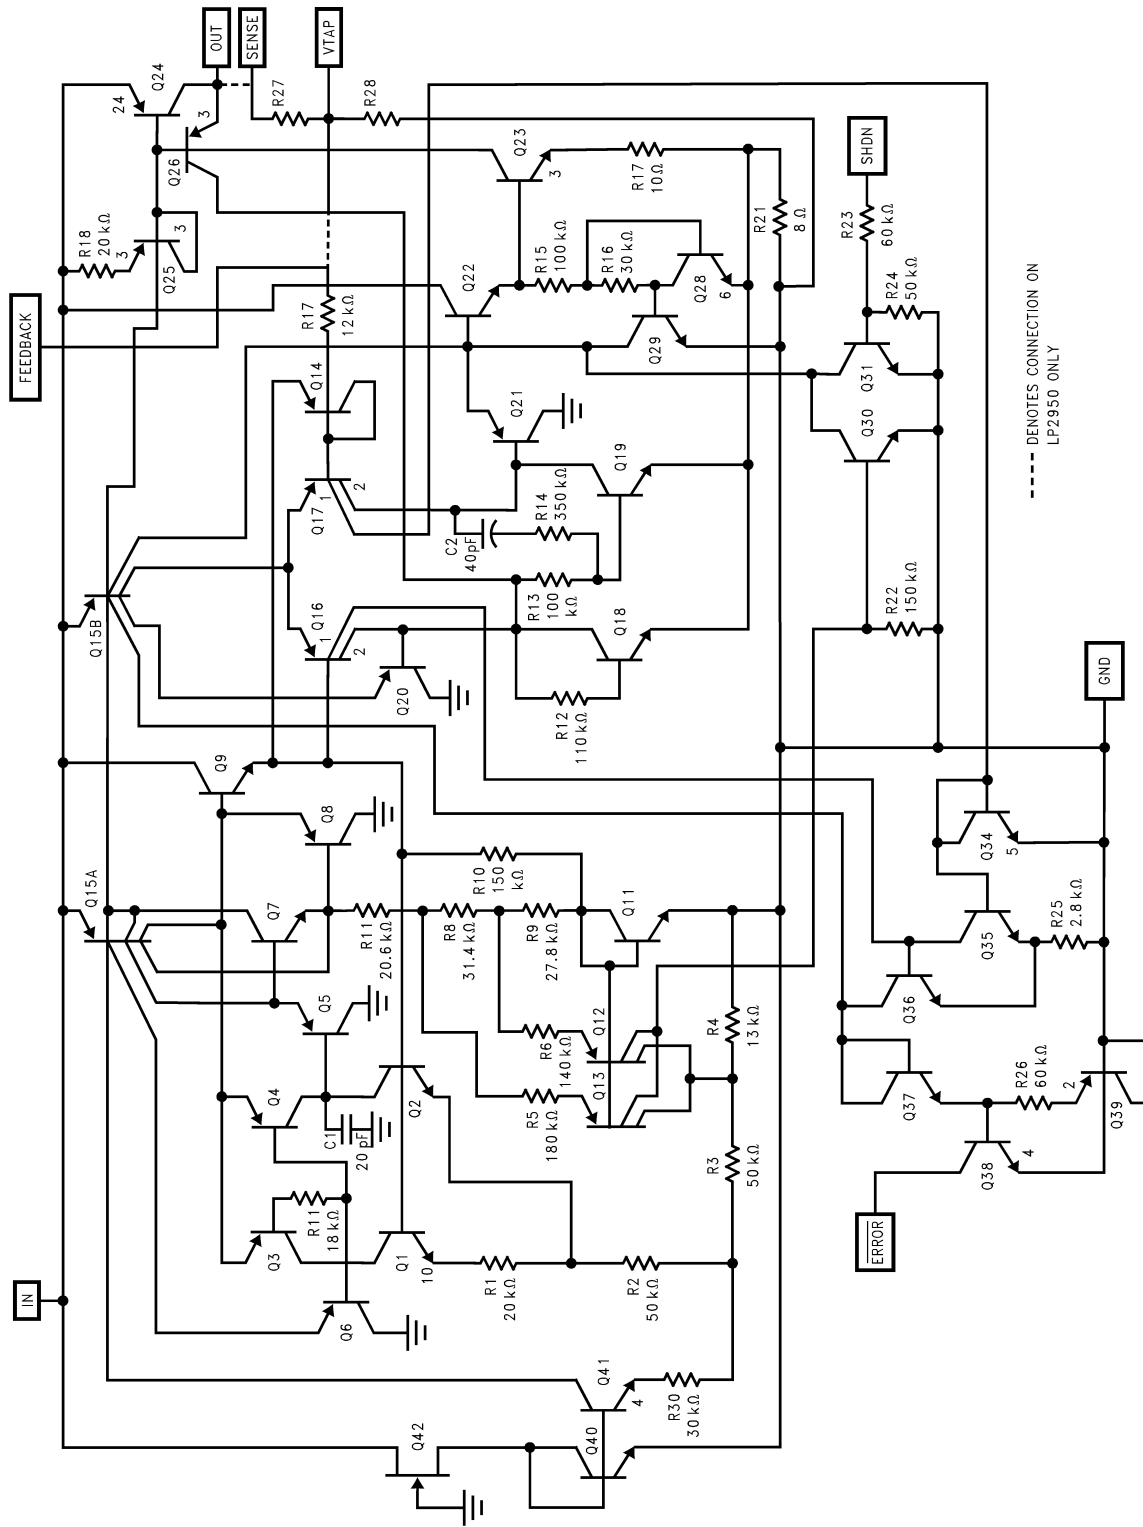 IN
FEEDBACK
OUT
SENSE
VTAP
SHDN
GND
ERROR
DENOTES CONNECTION ON
LP2950 ONLY
Q24
24
Q26
3
R18
20 kΩ
Q25
3
3
R27
R28
Q23
3
R17
10Ω
R21
8 Ω
R23
60 kΩ
R24
50 kΩ
Q22
R15
100 kΩ
R16
30 kΩ
Q28
6
Q29
R17
12 kΩ
Q14
Q21
Q31
Q30
Q17
1
2
C2
40pF
R14
350 kΩ
Q19
Q15B
Q16
1
2
R13
100
kΩ
Q18
R22
150 kΩ
Q20
R12
110 kΩ
Q9
Q8
Q15A
Q7
R11
20.6 kΩ
R8
31.4 kΩ
R10
150
kΩ
R9
27.8 kΩ
Q11
Q34
5
Q35
R25
2.8 kΩ
Q36
Q5
R6
140 kΩ
Q12
R4
13 kΩ
Q4
C1
20 pF
Q2
R5
180 kΩ
Q13
Q37
R26
60 kΩ
2
Q39
Q38
4
R3
50 kΩ
R11
18 kΩ
Q3
Q1
10
R1
20 kΩ
R2
50 kΩ
Q6
Q41
4
R30
30 kΩ
Q42
Q40